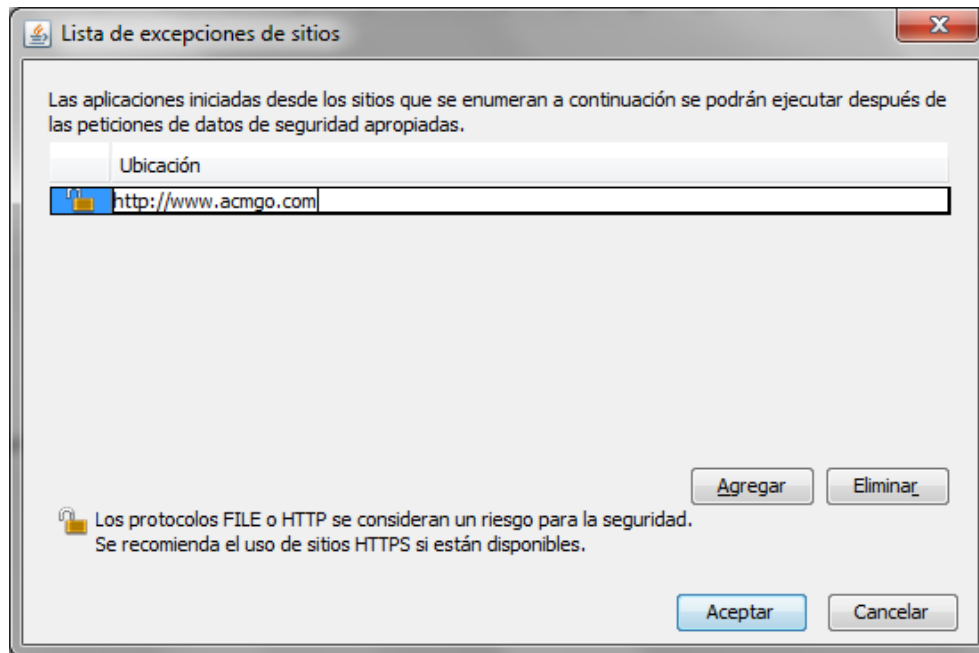 Lista de excepciones de sitios
Las aplicaciones iniciadas desde los sitios que se enumeran a continuación se podrán ejecutar después de
las peticiones de datos de seguridad apropiadas.
Ubicación
http://www.acmgo.com
Agregar
Eliminar
Los protocolos FILE o HTTP se consideran un riesgo para la seguridad.
Se recomienda el uso de sitios HTTPS si están disponibles.
Aceptar
Cancelar